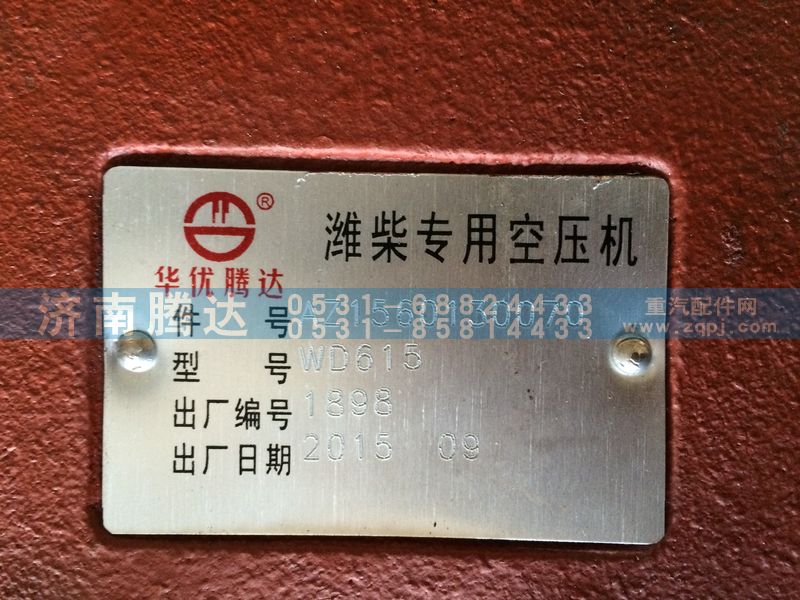 ®
潍柴专用空压机
华优腾达
件 号 AZ1560130070
型 号 WD615
出厂编号 1898
出厂日期 2015 09
济南腾达
0531-88824433
0531-85814433
重汽配件网
www.zqpj.com